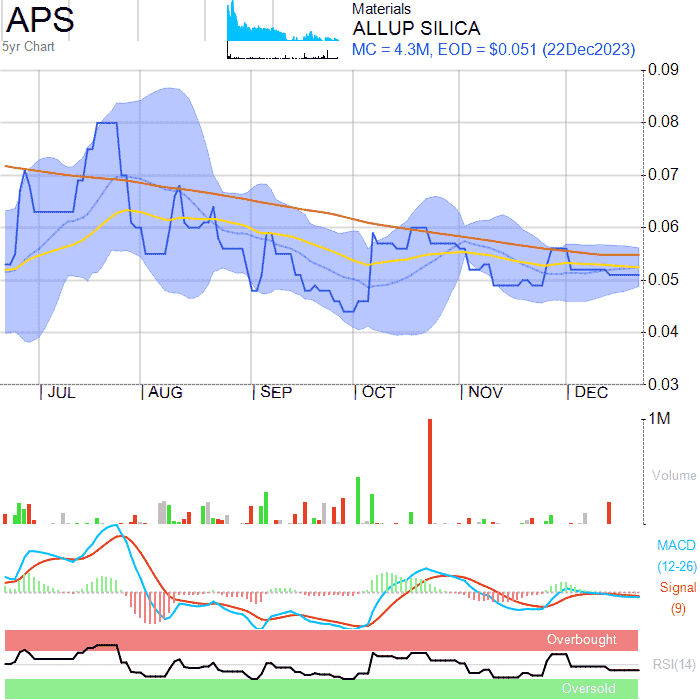 APS
5yr Chart
Materials
ALLUP SILICA
MC = 4.3M, EOD = $0.051 (22Dec2023)
0.09
0.08
0.07
0.06
0.05
0.04
0.03
JUL AUG SEP OCT NOV DEC
1M
Volume
MACD
(12-26)
Signal
(9)
Overbought
RSI(14)
Oversold